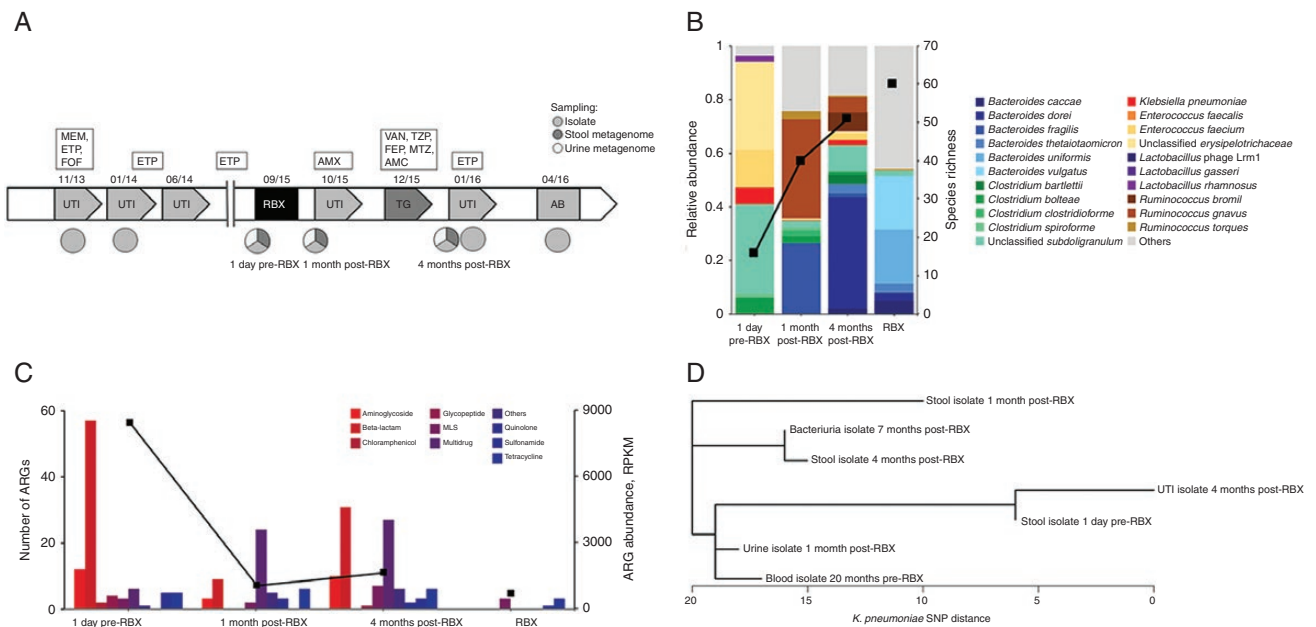 A
Sampling:
Isolate
Stool metagenome
Urine metagenome
MEM,
ETP,
FOF
ETP
ETP
AMX
VAN, TZP,
FEP, MTZ,
AMC
ETP
11/13
01/14
06/14
09/15
10/15
12/15
01/16
04/16
UTI
UTI
UTI
RBX
UTI
TG
UTI
AB
1 day pre-RBX
1 month post-RBX
4 months post-RBX
B
Relative abundance
1
0.8
0.6
0.4
0.2
0
70
60
50
40
30
20
10
0
Species richness
1 day
pre-RBX
1 month
post-RBX
4 months
post-RBX
RBX
Bacteroides caccae
Bacteroides dorei
Bacteroides fragilis
Bacteroides thetaiotaomicron
Bacteroides uniformis
Bacteroides vulgatus
Clostridium bartlettii
Clostridium bolteae
Clostridium clostridioforme
Clostridium spiroforme
Unclassified subdoligranulum
Klebsiella pneumoniae
Enterococcus faecalis
Enterococcus faecium
Unclassified erysipelotrichaceae
Lactobacillus phage Lrm1
Lactobacillus gasseri
Lactobacillus rhamnosus
Ruminococcus bromil
Ruminococcus gnavus
Ruminococcus torques
Others
C
Number of ARGs
60
40
20
0
Aminoglycoside
Beta-lactam
Chloramphenicol
Glycopeptide
MLS
Multidrug
Others
Quinolone
Sulfonamide
Tetracycline
9000
6000
3000
0
ARG abundance, RPKM
1 day pre-RBX
1 month post-RBX
4 months post-RBX
RBX
D
Stool isolate 1 month post-RBX
Bacteriuria isolate 7 months post-RBX
Stool isolate 4 months post-RBX
UTI isolate 4 months post-RBX
Stool isolate 1 day pre-RBX
Urine isolate 1 momth post-RBX
Blood isolate 20 months pre-RBX
20
15
10
5
0
K. pneumoniae SNP distance